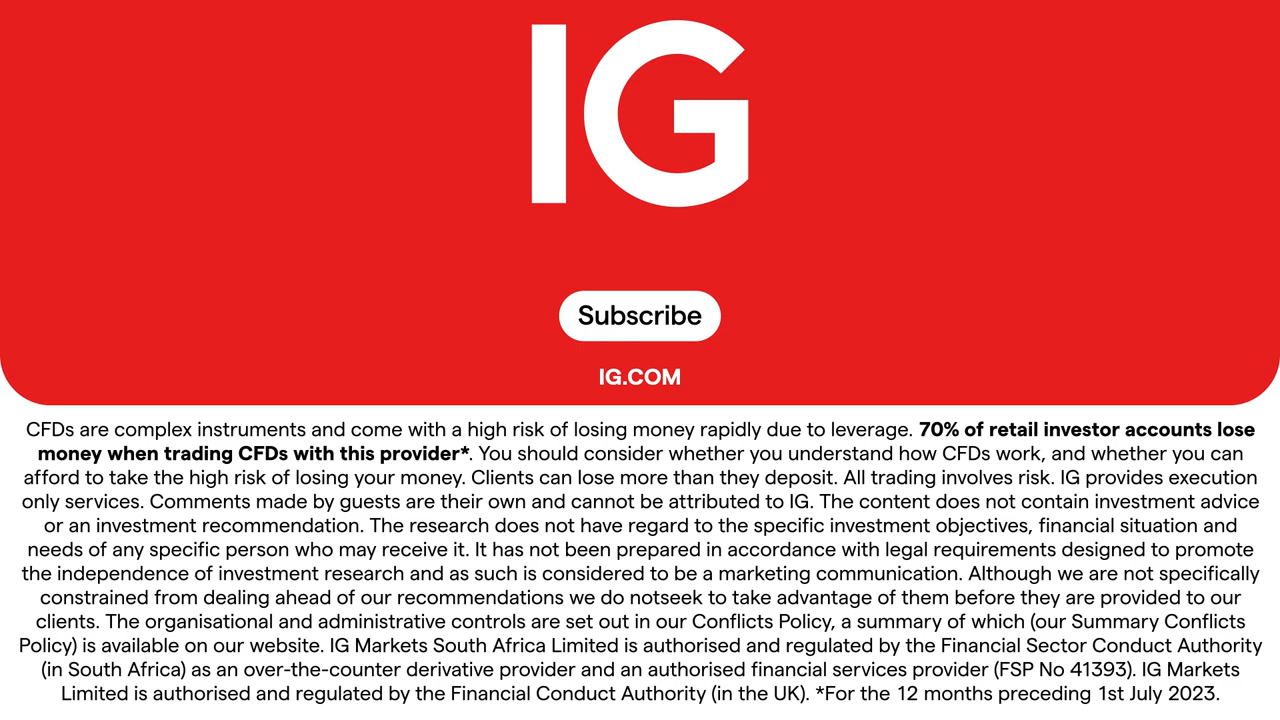 IG
Subscribe
IG.COM
CFDs are complex instruments and come with a high risk of losing money rapidly due to leverage. 70% of retail investor accounts lose
money when trading CFDs with this provider*. You should consider whether you understand how CFDs work, and whether you can
afford to take the high risk of losing your money. Clients can lose more than they deposit. All trading involves risk. IG provides execution
only services. Comments made by guests are their own and cannot be attributed to IG. The content does not contain investment advice
or an investment recommendation. The research does not have regard to the specific investment objectives, financial situation and
needs of any specific person who may receive it. It has not been prepared in accordance with legal requirements designed to promote
the independence of investment research and as such is considered to be a marketing communication. Although we are not specifically
constrained from dealing ahead of our recommendations we do notseek to take advantage of them before they are provided to our
clients. The organisational and administrative controls are set out in our Conflicts Policy, a summary of which (our Summary Conflicts
Policy) is available on our website. IG Markets South Africa Limited is authorised and regulated by the Financial Sector Conduct Authority
(in South Africa) as an over-the-counter derivative provider and an authorised financial services provider (FSP No 41393). IG Markets
Limited is authorised and regulated by the Financial Conduct Authority (in the UK). *For the 12 months preceding 1st July 2023.